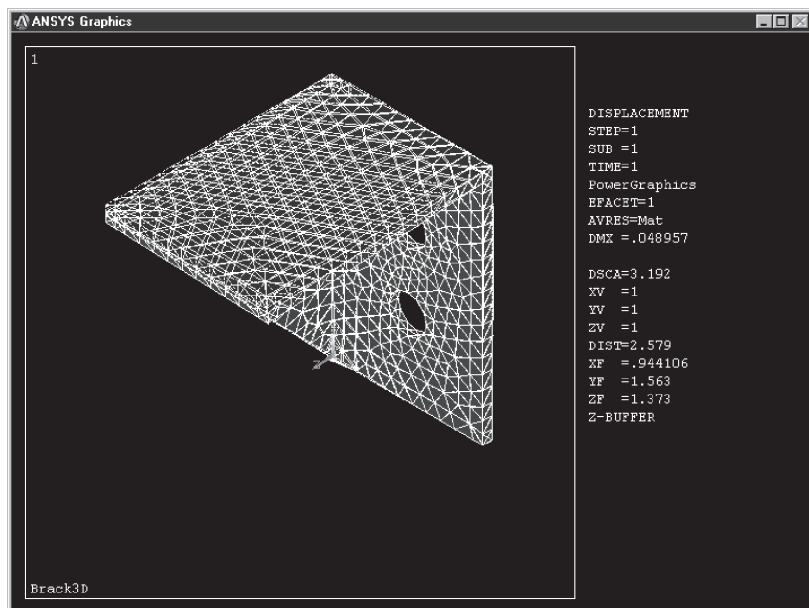 ANSYS Graphics
1
DISPLACEMENT
STEP=1
SUB =1
TIME=1
PowerGraphics
EFACET=1
AVRES=Mat
DMX =.048957
DSCA=3.192
XV =1
YV =1
ZV =1
DIST=2.579
XF =.944106
YF =1.563
ZF =1.373
Z-BUFFER
Z
Brack3D